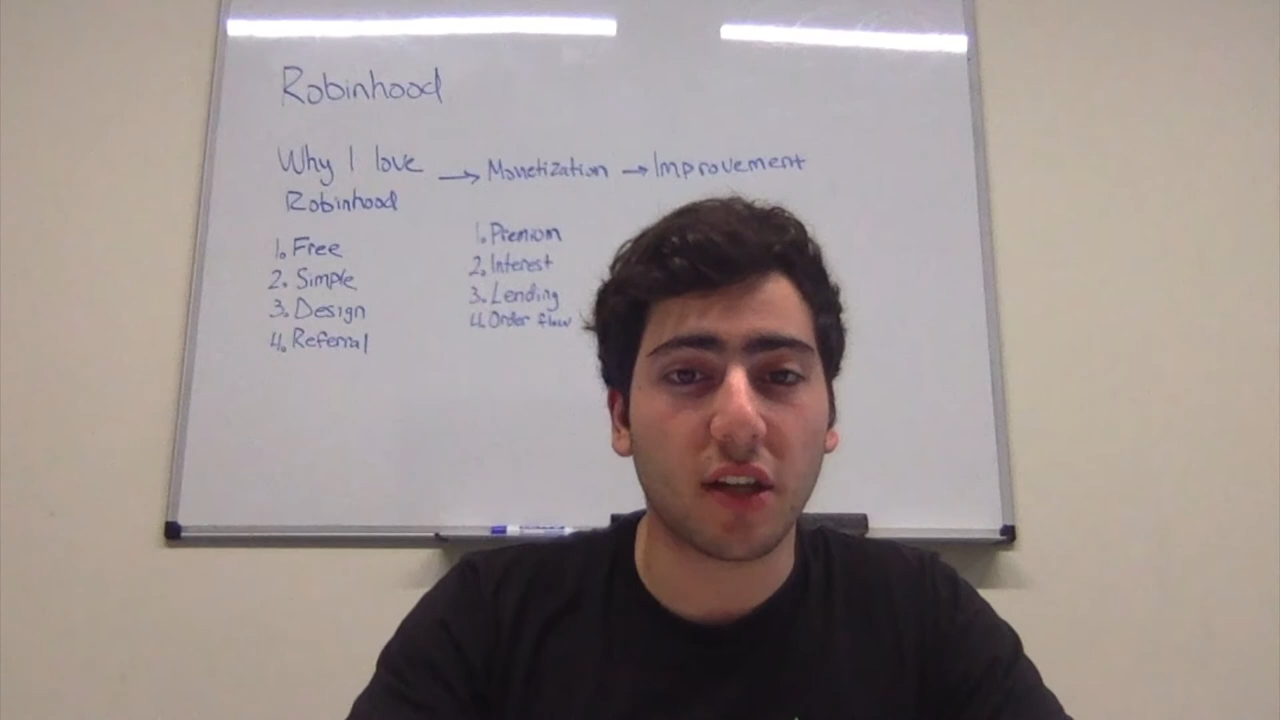 Robinhood
Why I love
Robinhood
→ Monetization → Improvement
1. Free
2. Simple
3. Design
4. Referral
1. Premium
2. Interest
3. Lending
4. Order flow